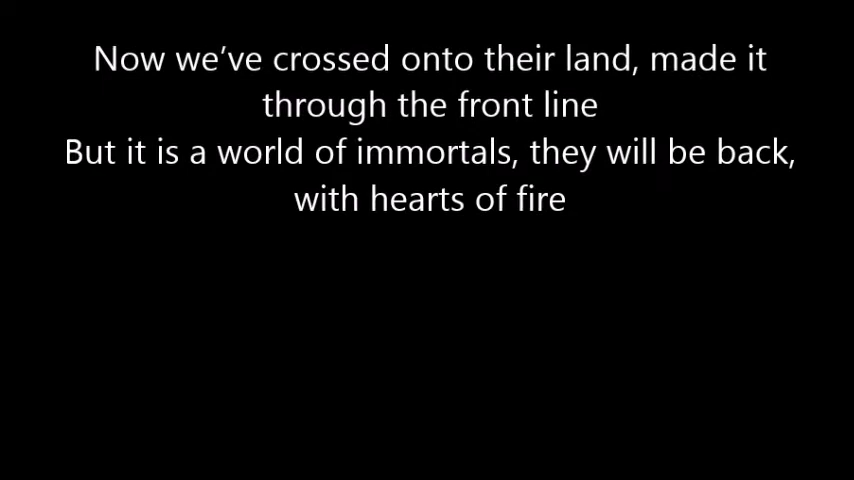 Now we’ve crossed onto their land, made it
through the front line
But it is a world of immortals, they will be back,
with hearts of fire